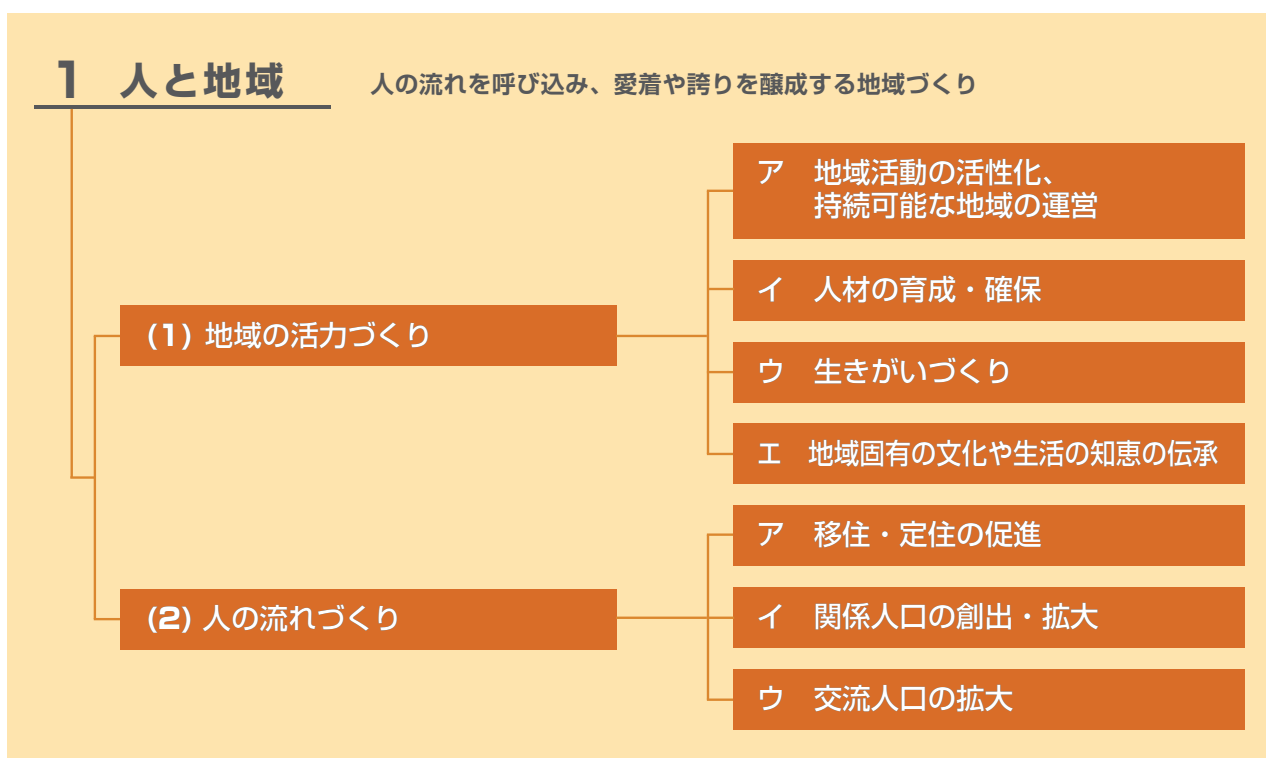 1 人と地域 人の流れを呼び込み、愛着や誇りを醸成する地域づくり
(1) 地域の活力づくり
ア 地域活動の活性化、
持続可能な地域の運営
イ 人材の育成・確保
ウ 生きがいづくり
エ 地域固有の文化や生活の知恵の伝承
(2) 人の流れづくり
ア 移住・定住の促進
イ 関係人口の創出・拡大
ウ 交流人口の拡大